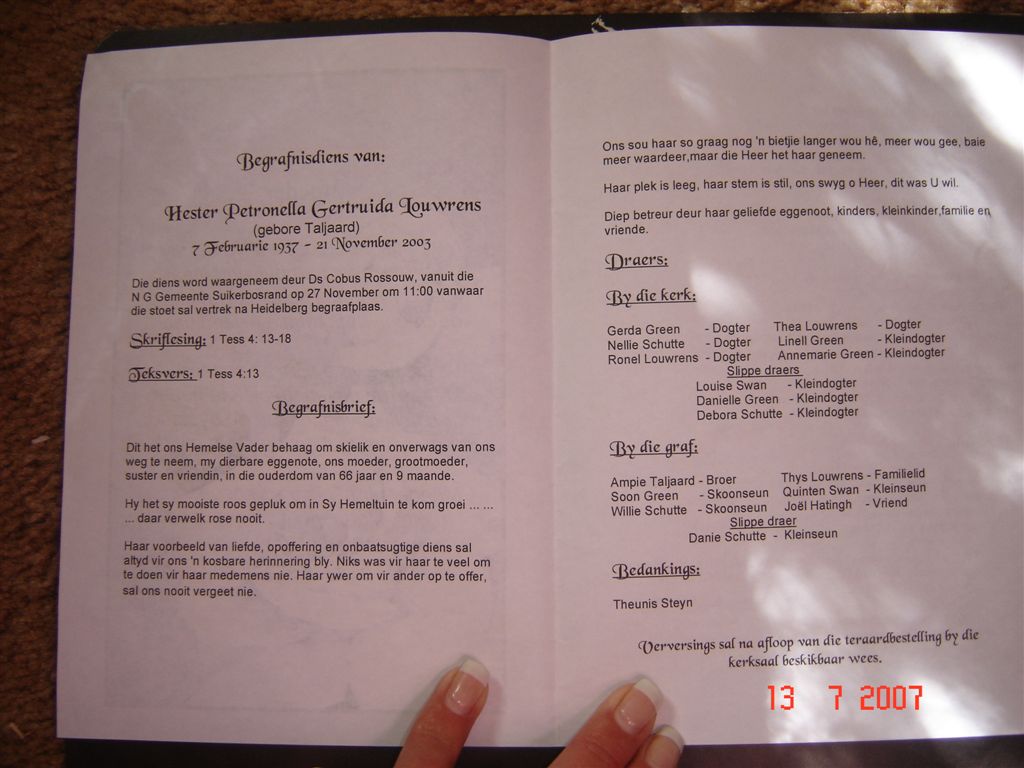 Begrafnisdiens van:
Hester Petronella Gertruida Louwrens
(gebore Taljaard)
7 Februarie 1937 - 21 November 2003
Die diens word waargeneem deur Ds Cobus Rossouw, vanuit die
N G Gemeente Suikerbosrand op 27 November om 11:00 vanwaar
die stoet sal vertrek na Heidelberg begraafplaas.
Skriflesing: 1 Tess 4: 13-18
Teksvers: 1 Tess 4:13
Begrafnisbrief:
Dit het ons Hemelse Vader behaag om skielik en onverwags van ons
weg te neem, my dierbare eggenote, ons moeder, grootmoeder,
suster en vriendin, in die ouderdom van 66 jaar en 9 maande.
Hy het sy mooiste roos gepluk om in Sy Hemeltuin te kom groei ... ...
... daar verwelk rose nooit.
Haar voorbeeld van liefde, opoffering en onbaatsugtige diens sal
altyd vir ons 'n kosbare herinnering bly. Niks was vir haar te veel om
te doen vir haar medemens nie. Haar ywer om vir ander op te offer,
sal ons nooit vergeet nie.
Ons sou haar so graag nog 'n bietjie langer wou hê, meer wou gee, baie
meer waardeer,maar die Heer het haar geneem.
Haar plek is leeg, haar stem is stil, ons swyg o Heer, dit was U wil.
Diep betreur deur haar geliefde eggenoot, kinders, kleinkinder,familie en
vriende.
Draers:
By die kerk:
Gerda Green - Dogter Thea Louwrens - Dogter
Nellie Schutte - Dogter Linell Green - Kleindogter
Ronel Louwrens - Dogter Annemarie Green - Kleindogter
Slippe draers
Louise Swan - Kleindogter
Danielle Green - Kleindogter
Debora Schutte - Kleindogter
By die graf:
Ampie Taljaard - Broer Thys Louwrens - Familielid
Soon Green - Skoonseun Quinten Swan - Kleinseun
Willie Schutte - Skoonseun Joël Hatingh - Vriend
Slippe draer
Danie Schutte - Kleinseun
Bedankings:
Theunis Steyn
Verversings sal na afloop van die teraardbestelling by die
kerksaal beskikbaar wees.
13 7 2007